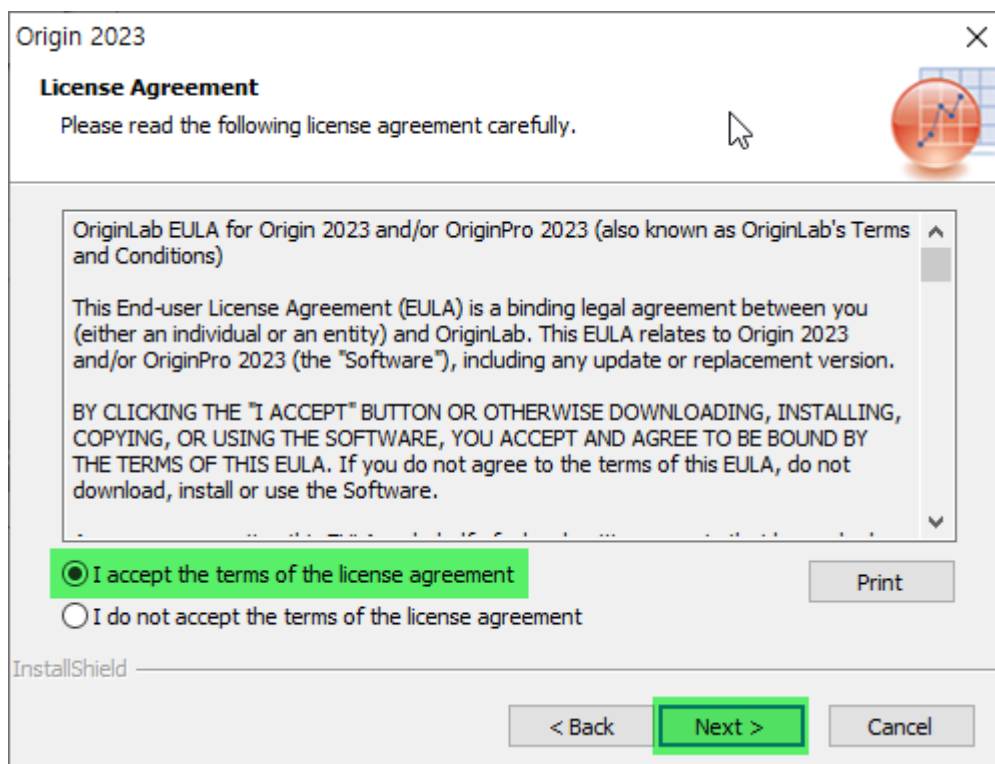 Origin 2023
License Agreement
Please read the following license agreement carefully.
OriginLab EULA for Origin 2023 and/or OriginPro 2023 (also known as OriginLab's Terms
and Conditions)
This End-user License Agreement (EULA) is a binding legal agreement between you
(either an individual or an entity) and OriginLab. This EULA relates to Origin 2023
and/or OriginPro 2023 (the "Software"), including any update or replacement version.
BY CLICKING THE "I ACCEPT" BUTTON OR OTHERWISE DOWNLOADING, INSTALLING,
COPYING, OR USING THE SOFTWARE, YOU ACCEPT AND AGREE TO BE BOUND BY
THE TERMS OF THIS EULA. If you do not agree to the terms of this EULA, do not
download, install or use the Software.
I accept the terms of the license agreement
Print
I do not accept the terms of the license agreement
InstallShield
< Back
Next >
Cancel